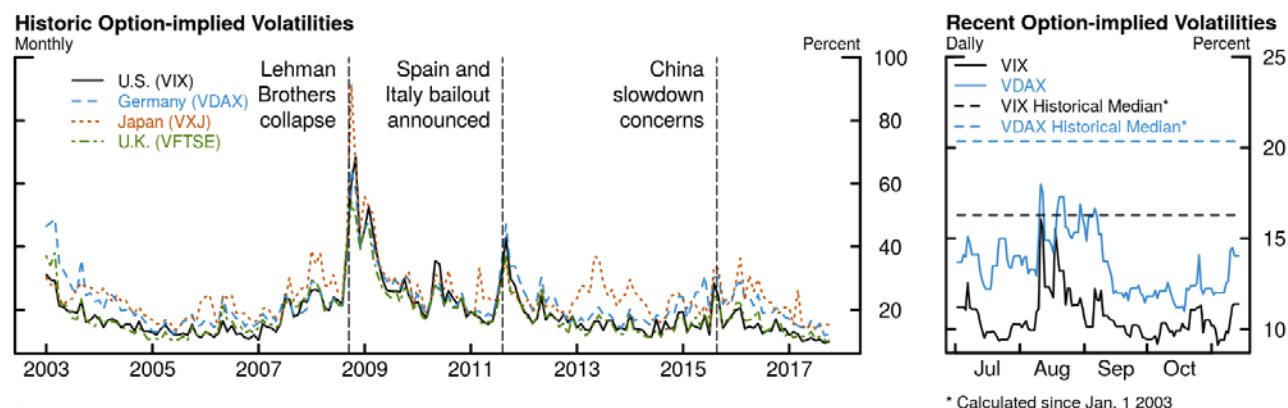 Historic Option-implied Volatilities
Monthly
Percent
U.S. (VIX)
Germany (VDAX)
Japan (VXJ)
U.K. (VFTSE)
Lehman
Brothers
collapse
Spain and
Italy bailout
announced
China
slowdown
concerns
100
80
60
40
20
2003
2005
2007
2009
2011
2013
2015
2017
Recent Option-implied Volatilities
Daily
Percent
VIX
VDAX
VIX Historical Median*
VDAX Historical Median*
25
20
15
10
Jul
Aug
Sep
Oct
* Calculated since Jan. 1 2003